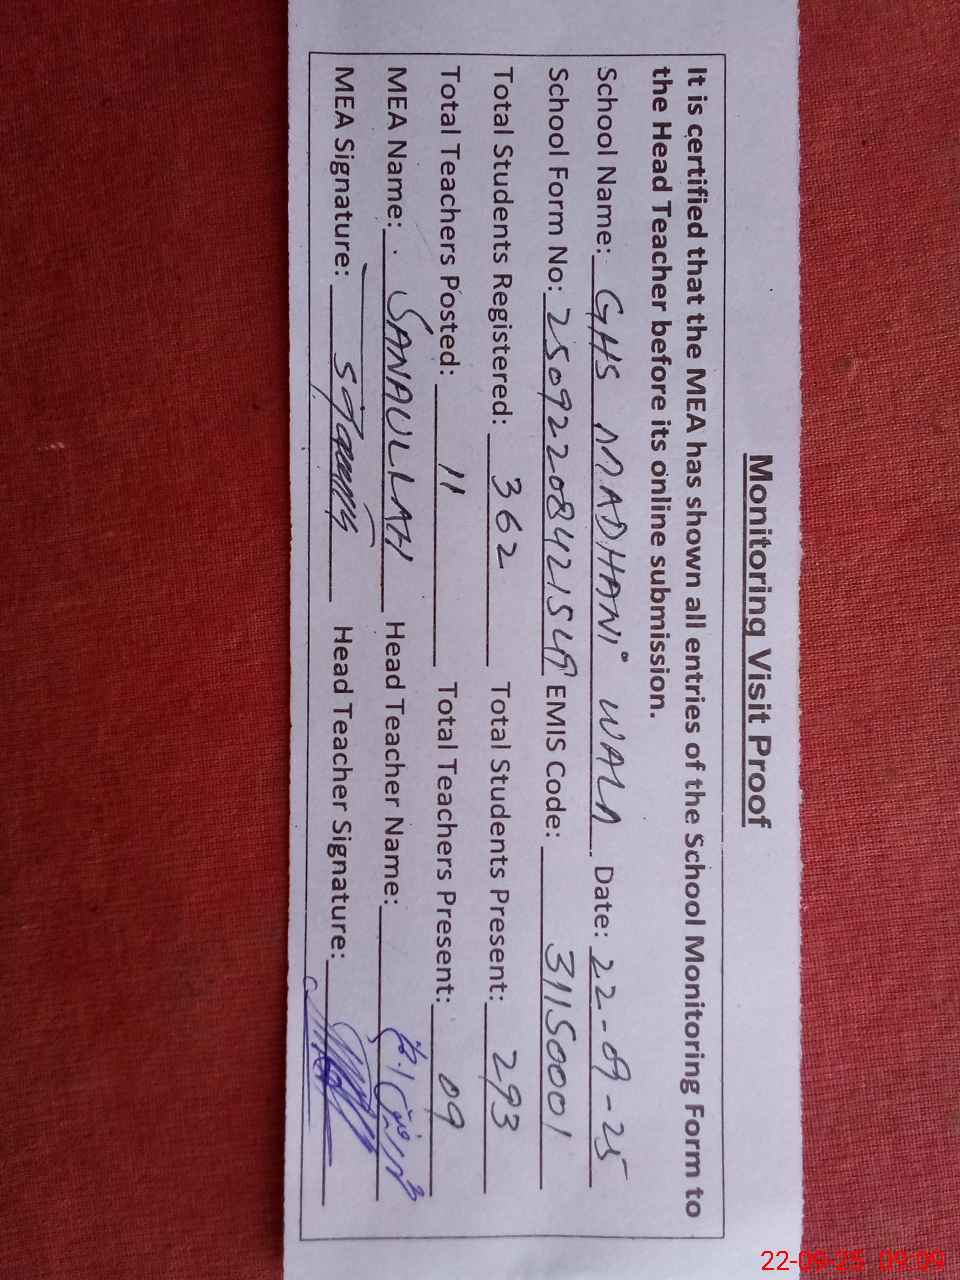 Monitoring Visit Proof
It is certified that the MEA has shown all entries of the School Monitoring Form to
the Head Teacher before its online submission.
School Name: GHS MADHANI WALA Date: 22-09-25
School Form No: 25092208421549 EMIS Code: 31150001
Total Students Registered: 362 Total Students Present: 293
Total Teachers Posted: 11 Total Teachers Present: 09
MEA Name: SANAULLAH Head Teacher Name:
MEA Signature: Head Teacher Signature:
22-09-25 09:09